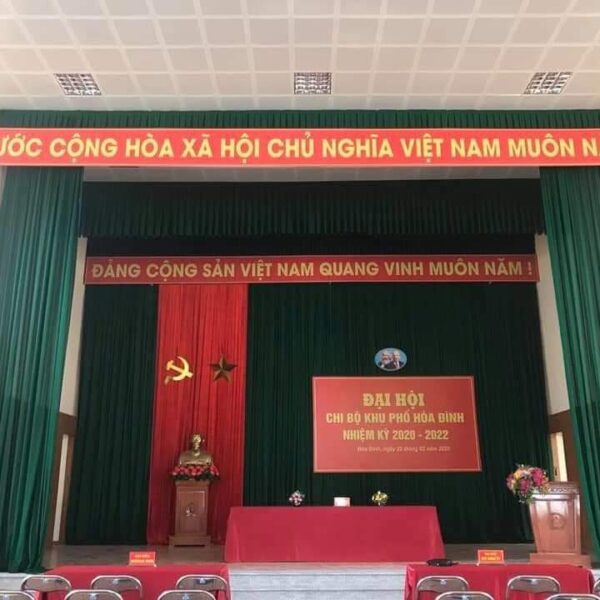 ƯỚC CỘNG HÒA XÃ HỘI CHỦ NGHĨA VIỆT NAM MUÔN N
ĐẢNG CỘNG SẢN VIỆT NAM QUANG VINH MUÔN NĂM !
ĐẠI HỘI
CHI BỘ KHU PHỐ HÒA ĐÌNH
NHIỆM KỲ 2020 - 2022